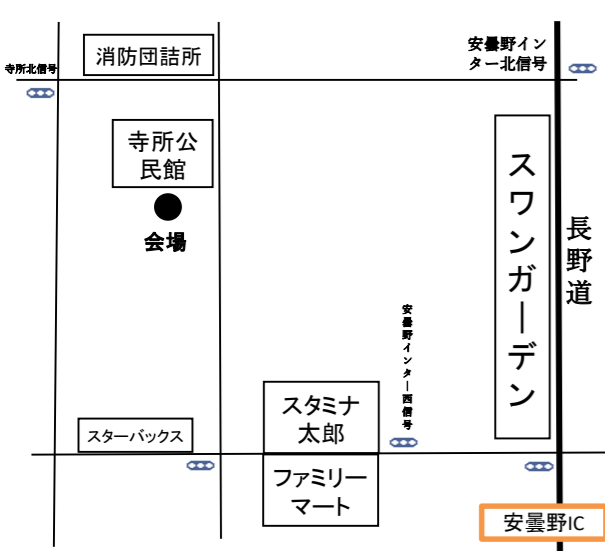 消防団詰所
安曇野イン
ター北信号
寺所北信号
寺所公
民館
会場
スワンガーデン
長野道
安曇野インター西信号
スタミナ
太郎
スターバックス
ファミリー
マート
安曇野IC